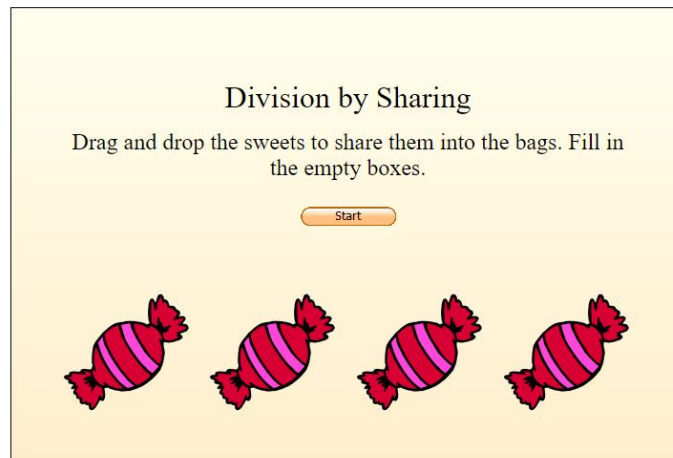 Division by Sharing
Drag and drop the sweets to share them into the bags. Fill in
the empty boxes.
Start